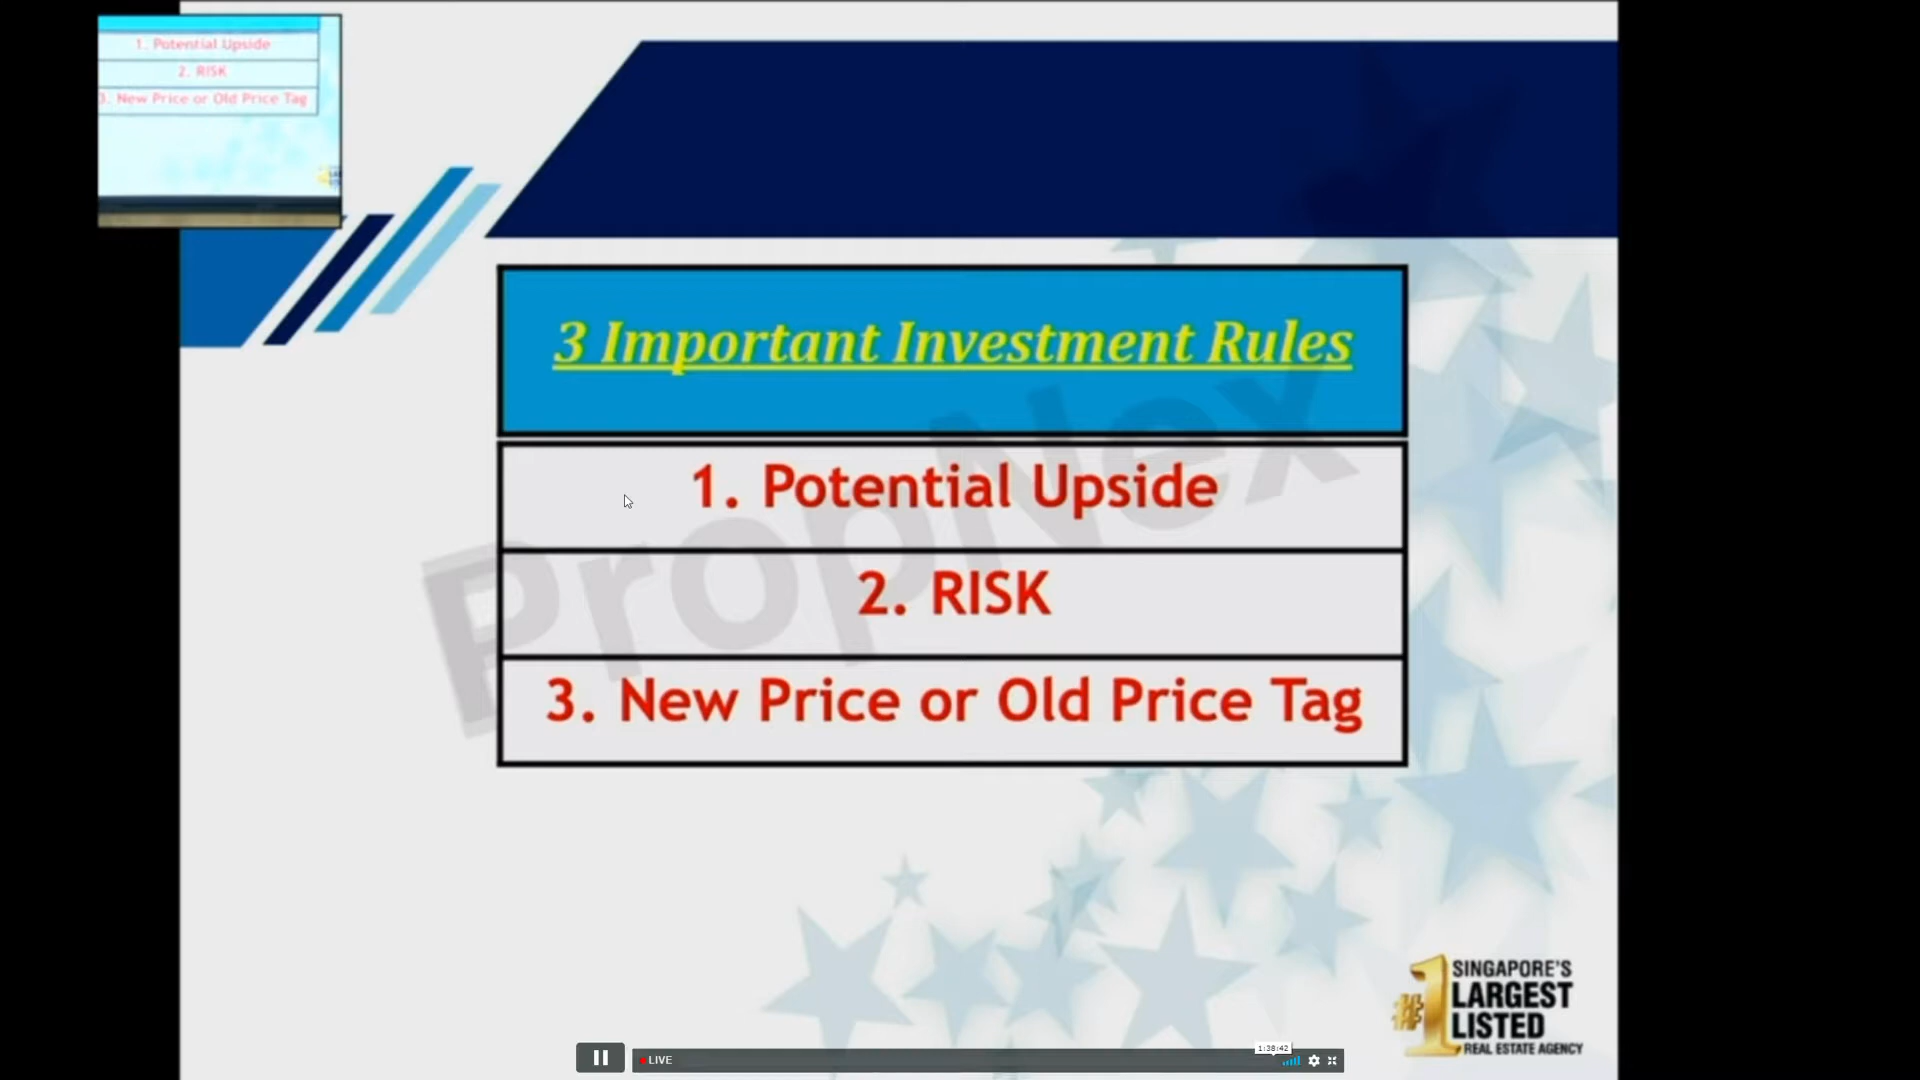 1. Potential Upside
2. RISK
3. New Price or Old Price Tag
3 Important Investment Rules
1. Potential Upside
2. RISK
3. New Price or Old Price Tag
PropNex
#1 SINGAPORE'S
LARGEST
LISTED
REAL ESTATE AGENCY
1:38:42
LIVE